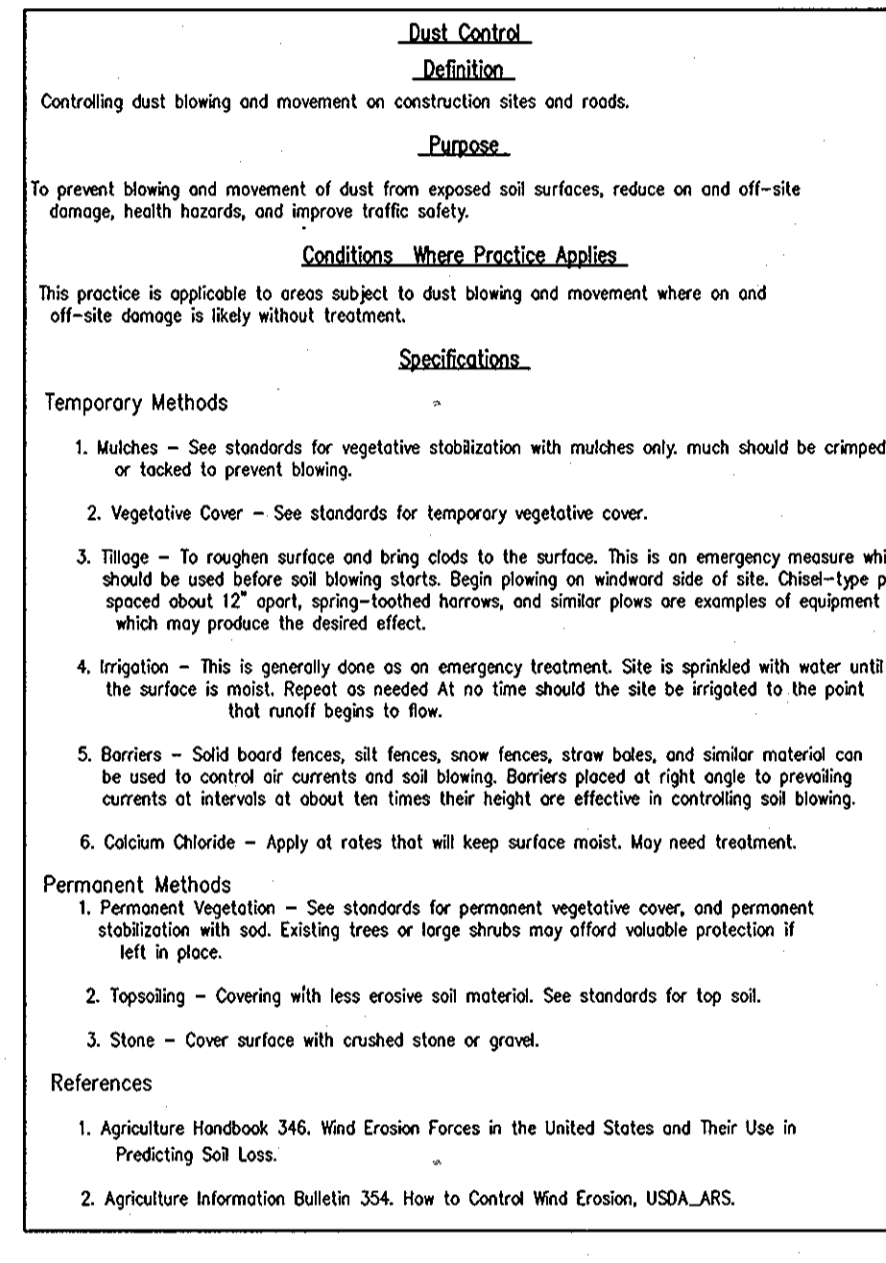 Dust Control
Definition
Controlling dust blowing and movement on construction sites and roads.
Purpose
To prevent blowing and movement of dust from exposed soil surfaces, reduce on and off-site
damage, health hazards, and improve traffic safety.
Conditions Where Practice Applies
This practice is applicable to areas subject to dust blowing and movement where on and
off-site damage is likely without treatment.
Specifications
Temporary Methods
1. Mulches - See standards for vegetative stabilization with mulches only. much should be crimped
or tacked to prevent blowing.
2. Vegetative Cover - See standards for temporary vegetative cover.
3. Tillage - To roughen surface and bring clods to the surface. This is an emergency measure whi
should be used before soil blowing starts. Begin plowing on windward side of site. Chisel-type p
spaced about 12" apart, spring-toothed harrows, and similar plows are examples of equipment
which may produce the desired effect.
4. Irrigation - This is generally done as an emergency treatment. Site is sprinkled with water until
the surface is moist. Repeat as needed At no time should the site be irrigated to the point
that runoff begins to flow.
5. Barriers - Solid board fences, silt fences, snow fences, straw bales, and similar material can
be used to control air currents and soil blowing. Barriers placed at right angle to prevailing
currents at intervals at about ten times their height are effective in controlling soil blowing.
6. Calcium Chloride - Apply at rates that will keep surface moist. May need treatment.
Permanent Methods
1. Permanent Vegetation - See standards for permanent vegetative cover, and permanent
stabilization with sod. Existing trees or large shrubs may afford valuable protection if
left in place.
2. Topsoiling - Covering with less erosive soil material. See standards for top soil.
3. Stone - Cover surface with crushed stone or gravel.
References
1. Agriculture Handbook 346. Wind Erosion Forces in the United States and Their Use in
Predicting Soil Loss.
2. Agriculture Information Bulletin 354. How to Control Wind Erosion, USDA_ARS.